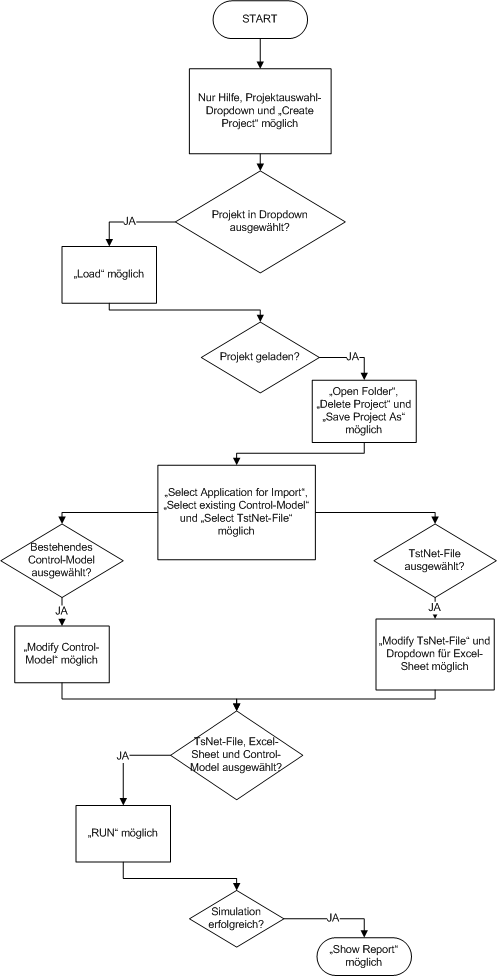 START
Nur Hilfe, Projektauswahl-
Dropdown und „Create
Project“ möglich
Projekt in Dropdown
ausgewählt?
JA
„Load“ möglich
Projekt geladen?
JA
„Open Folder“,
„Delete Project“ und
„Save Project As“
möglich
„Select Application for Import“,
„Select existing Control-Model“
und „Select TstNet-File“
möglich
Bestehendes
Control-Model
ausgewählt?
TstNet-File
ausgewählt?
JA
JA
„Modify Control-
Model“ möglich
„Modify TsNet-File“ und
Dropdown für Excel-
Sheet möglich
TsNet-File, Excel-
Sheet und Control-
Model ausgewählt?
JA
„RUN“ möglich
Simulation
erfolgreich?
JA
„Show Report“
möglich